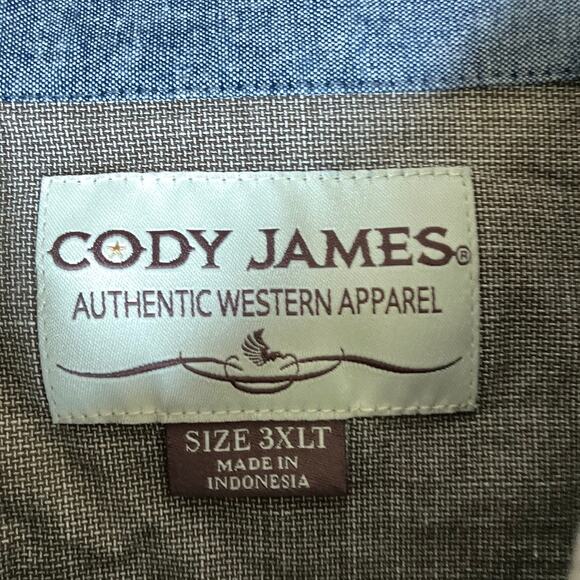 CODY JAMES®
AUTHENTIC WESTERN APPAREL
SIZE 3XLT
MADE IN
INDONESIA